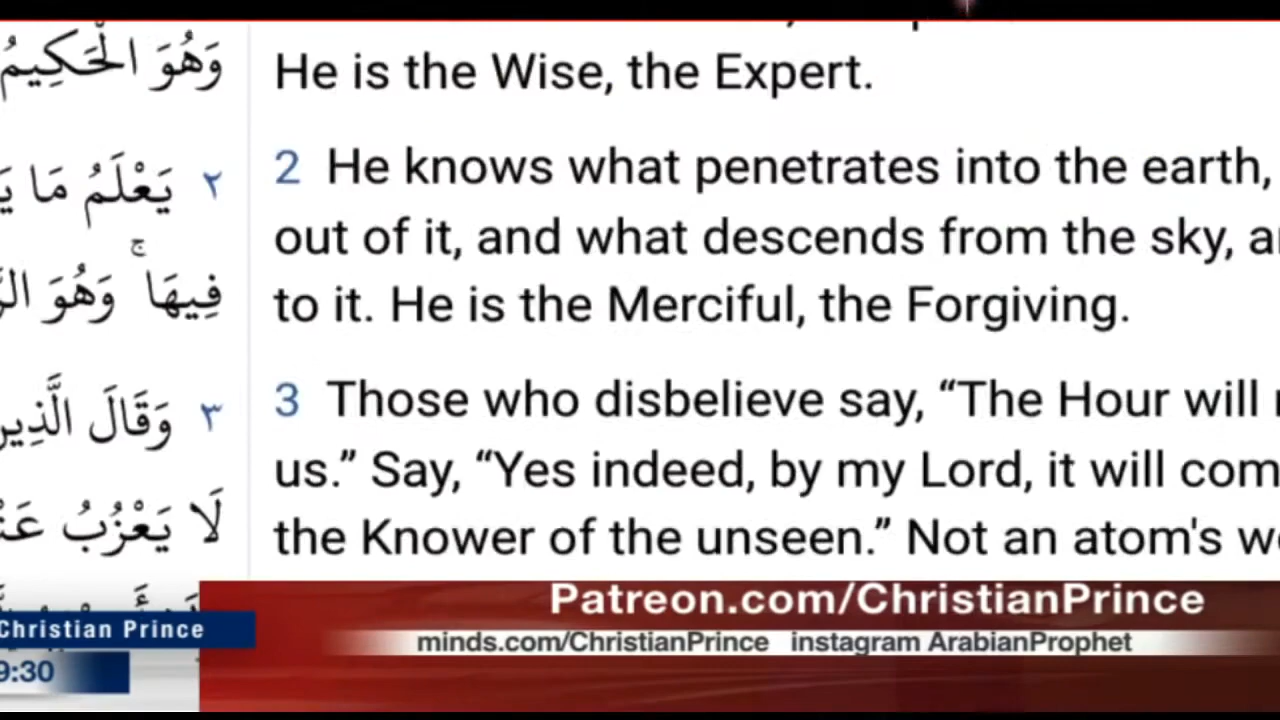 وَهُوَ الْحَكِيمُ
He is the Wise, the Expert.
٢ يَعْلَمُ مَا
2 He knows what penetrates into the earth,
out of it, and what descends from the sky,
فِيهَا ۚ وَهُوَ
to it. He is the Merciful, the Forgiving.
٣ وَقَالَ
3 Those who disbelieve say, “The Hour will
us.” Say, “Yes indeed, by my Lord, it will
لَا يَعْزُبُ
the Knower of the unseen.” Not an atom's
Patreon.com/ChristianPrince
Christian Prince
minds.com/ChristianPrince instagram ArabianProphet
9:30